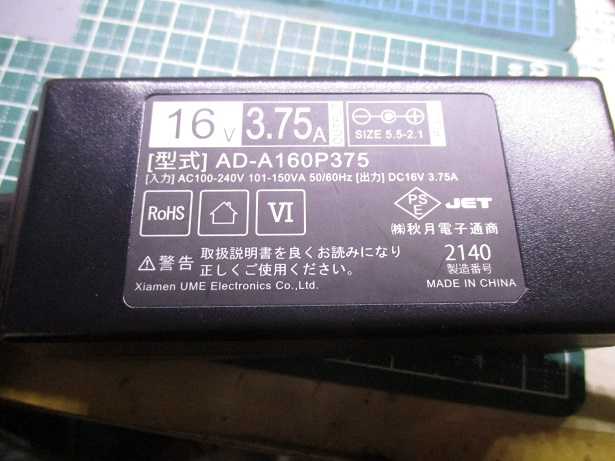 16V 3.75A
SIZE 5.5-2.1
[型式] AD-A160P375
[入力] AC100-240V 101-150VA 50/60Hz [出力] DC16V 3.75A
RoHS VI PSE JET
㈱秋月電子通商
警告 取扱説明書を良くお読みになり
正しくご使用ください。
2140
製造番号
Xiamen UME Electronics Co.,Ltd.
MADE IN CHINA